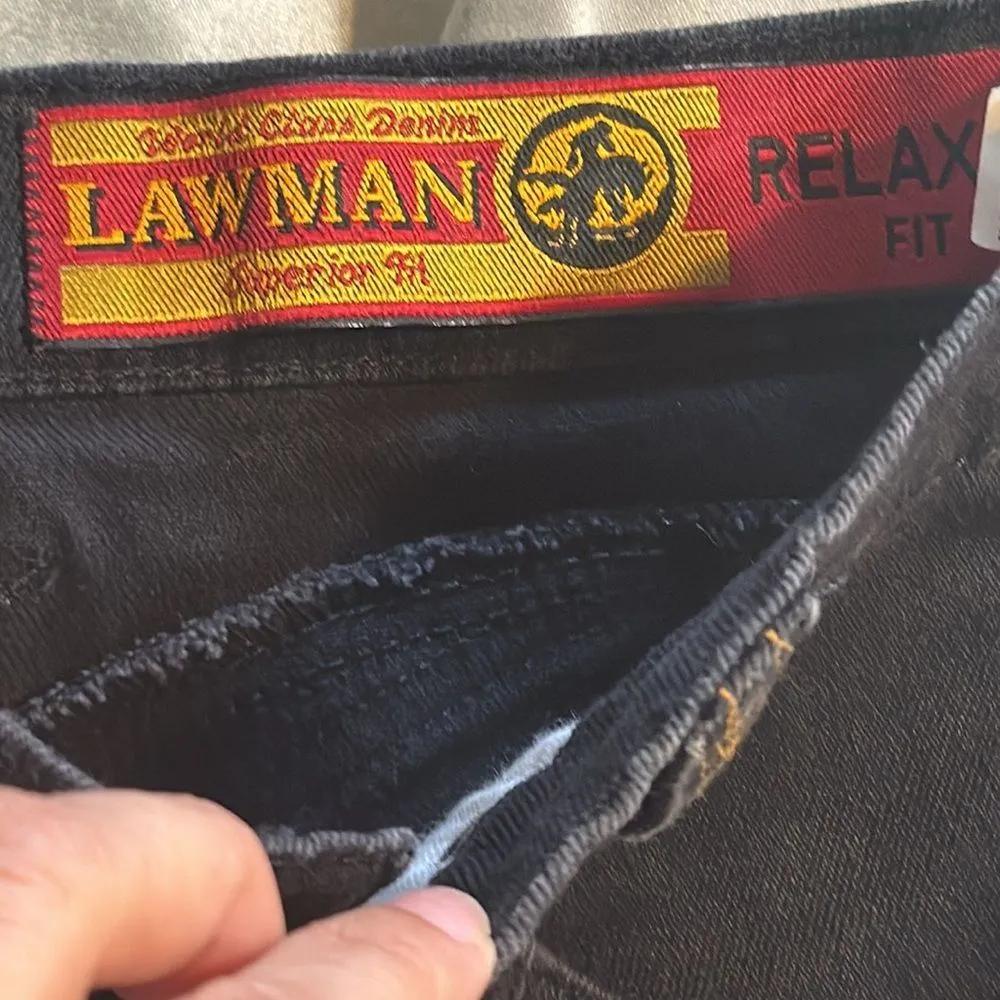 World Class Denim
LAWMAN
Superior Fit
RELAX
FIT